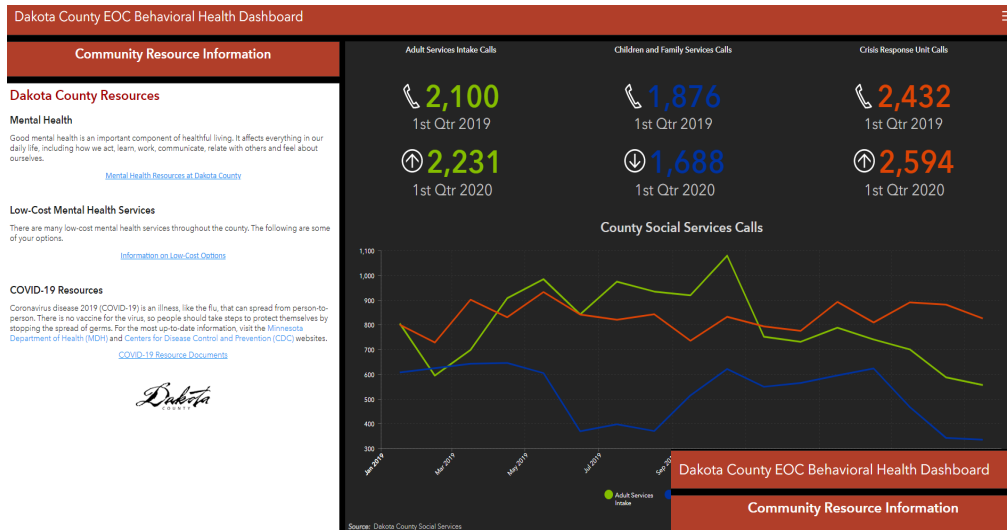 Dakota County EOC Behavioral Health Dashboard
Community Resource Information
Dakota County Resources
Mental Health
Good mental health is an important component of healthful living. It affects everything in our
daily life, including how we act, learn, work, communicate, relate with others and feel about
ourselves.
Mental Health Resources at Dakota County
Low-Cost Mental Health Services
There are many low-cost mental health services throughout the county. The following are some
of your options.
Information on Low-Cost Options
COVID-19 Resources
Coronavirus disease 2019 (COVID-19) is an illness, like the flu, that can spread from person-to-
person. There is no vaccine for the virus, so people should take steps to protect themselves by
stopping the spread of germs. For the most up-to-date information, visit the Minnesota
Department of Health (MDH) and Centers for Disease Control and Prevention (CDC) websites.
COVID-19 Resource Documents
Dakota
COUNTY
Adult Services Intake Calls
2,100
1st Qtr 2019
2,231
1st Qtr 2020
Children and Family Services Calls
1,876
1st Qtr 2019
1,688
1st Qtr 2020
Crisis Response Unit Calls
2,432
1st Qtr 2019
2,594
1st Qtr 2020
County Social Services Calls
1,100
1,000
900
800
700
600
500
400
300
Jan 2019
Mar 2019
May 2019
Jul 2019
Sep 201
Adult Services
Intake
Source: Dakota County Social Services
Dakota County EOC Behavioral Health Dashboard
Community Resource Information